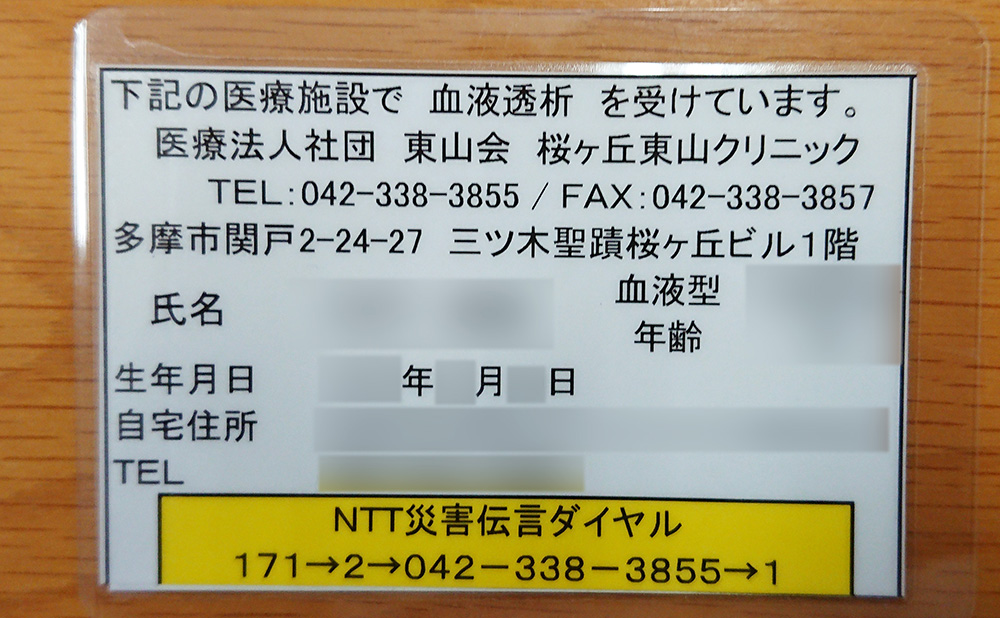 下記の医療施設で 血液透析 を受けています。
医療法人社団 東山会 桜ヶ丘東山クリニック
TEL:042-338-3855 / FAX:042-338-3857
多摩市関戸2-24-27 三ツ木聖蹟桜ヶ丘ビル1階
氏名 血液型
年齢
生年月日 年 月 日
自宅住所
TEL
NTT災害伝言ダイヤル
171→2→042－338－3855→1